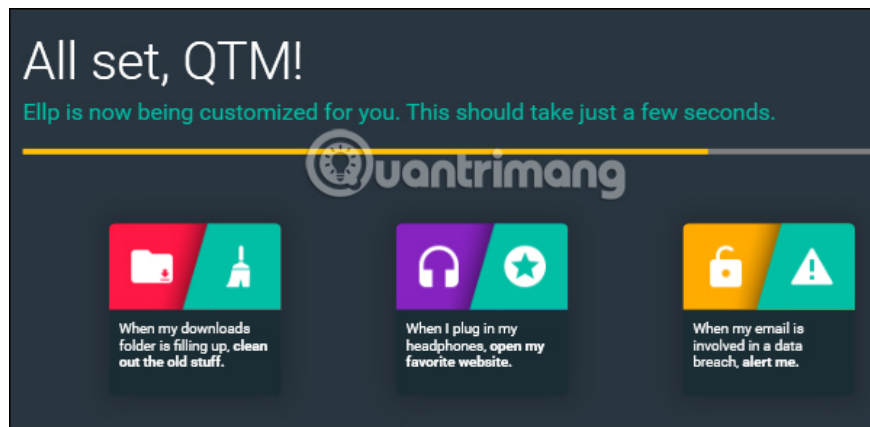 All set, QTM!
Ellp is now being customized for you. This should take just a few seconds.
Quantrimang
When my downloads
folder is filling up, clean
out the old stuff.
When I plug in my
headphones, open my
favorite website.
When my email is
involved in a data
breach, alert me.